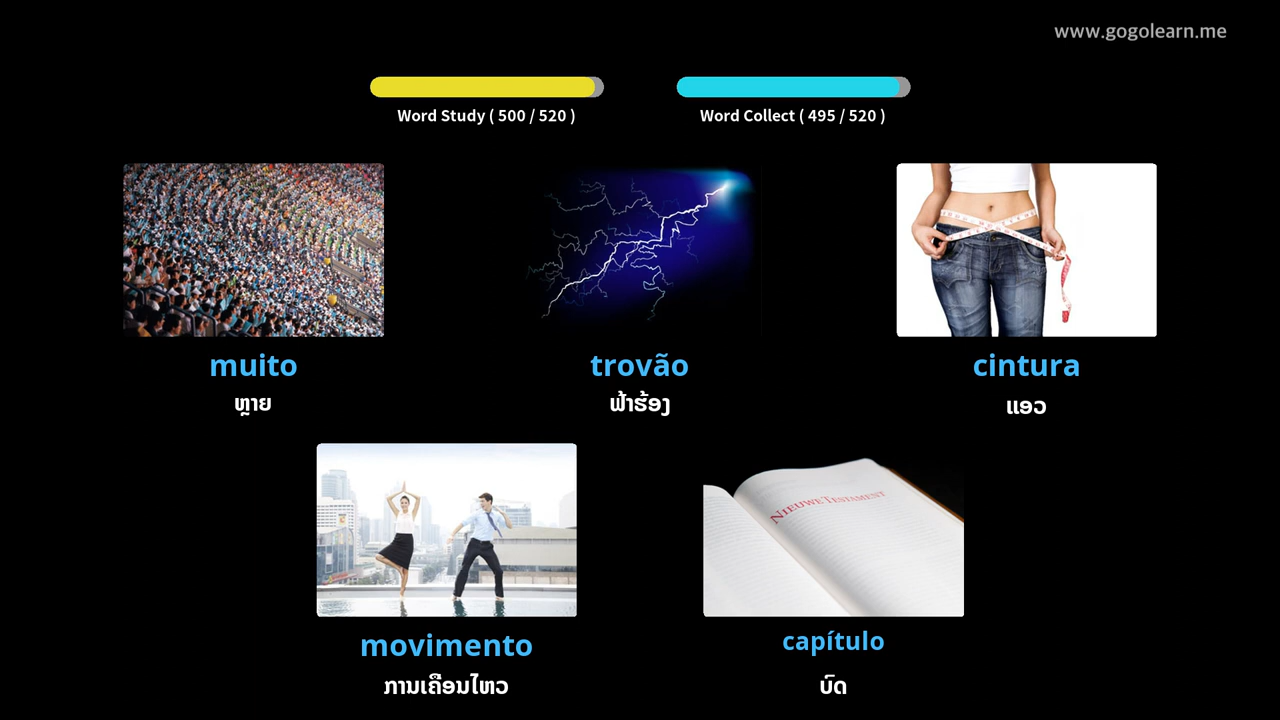 www.gogolearn.me
Word Study ( 500 / 520 )
Word Collect ( 495 / 520 )
muito
ຫຼາຍ
trovão
ຟ້າຮ້ອງ
cintura
ແອວ
NIEUWE TESTAMENT
movimento
ການເຄື່ອນໄຫວ
capítulo
ບົດ